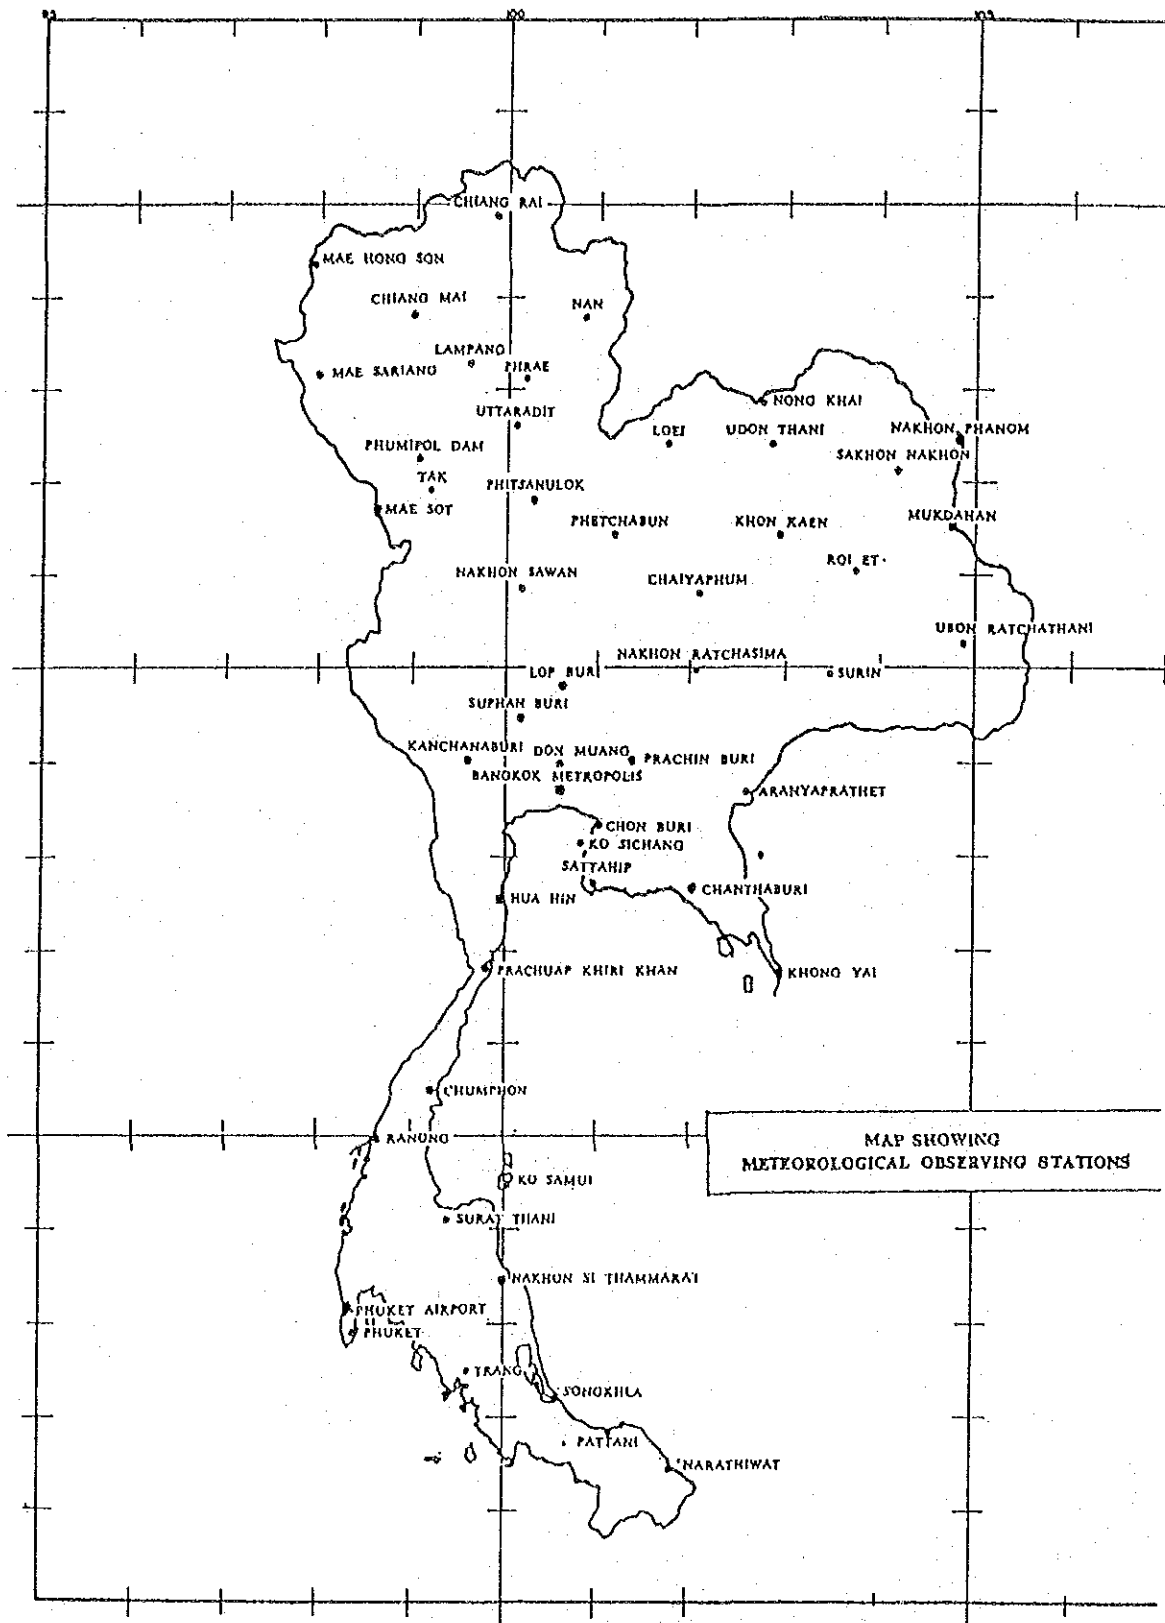 100
CHIANG RAI
MAE HONG SON
CHIANG MAI
NAN
LAMPANG
PHRAE
MAE SARIANG
NONG KHAI
UTTARADIT
LOEI
UDON THANI
NAKHON PHANOM
PHUMIPOL DAM
SAKHON NAKHON
TAK
PHITSANULOK
MAE SOT
PHETCHABUN
KHON KAEN
MUKDAHAN
ROI ET
NAKHON SAWAN
CHAIYAPHUM
UBON RATCHATHANI
NAKHON RATCHASIMA
LOP BURI
SURIN
SUPHAN BURI
KANCHANABURI
DON MUANG
PRACHIN BURI
BANGKOK METROPOLIS
ARANYAPRATHET
CHON BURI
KO SICHANG
SATTAHIP
CHANTHABURI
HUA HIN
PRACHUAP KHIRI KHAN
KHONG YAI
CHUMPHON
RANONG
MAP SHOWING
METEOROLOGICAL OBSERVING STATIONS
KO SAMUI
SURAT THANI
NAKHON SI THAMMARAT
PHUKET AIRPORT
PHUKET
TRANG
SONGKHLA
PATTANI
NARATHIWAT